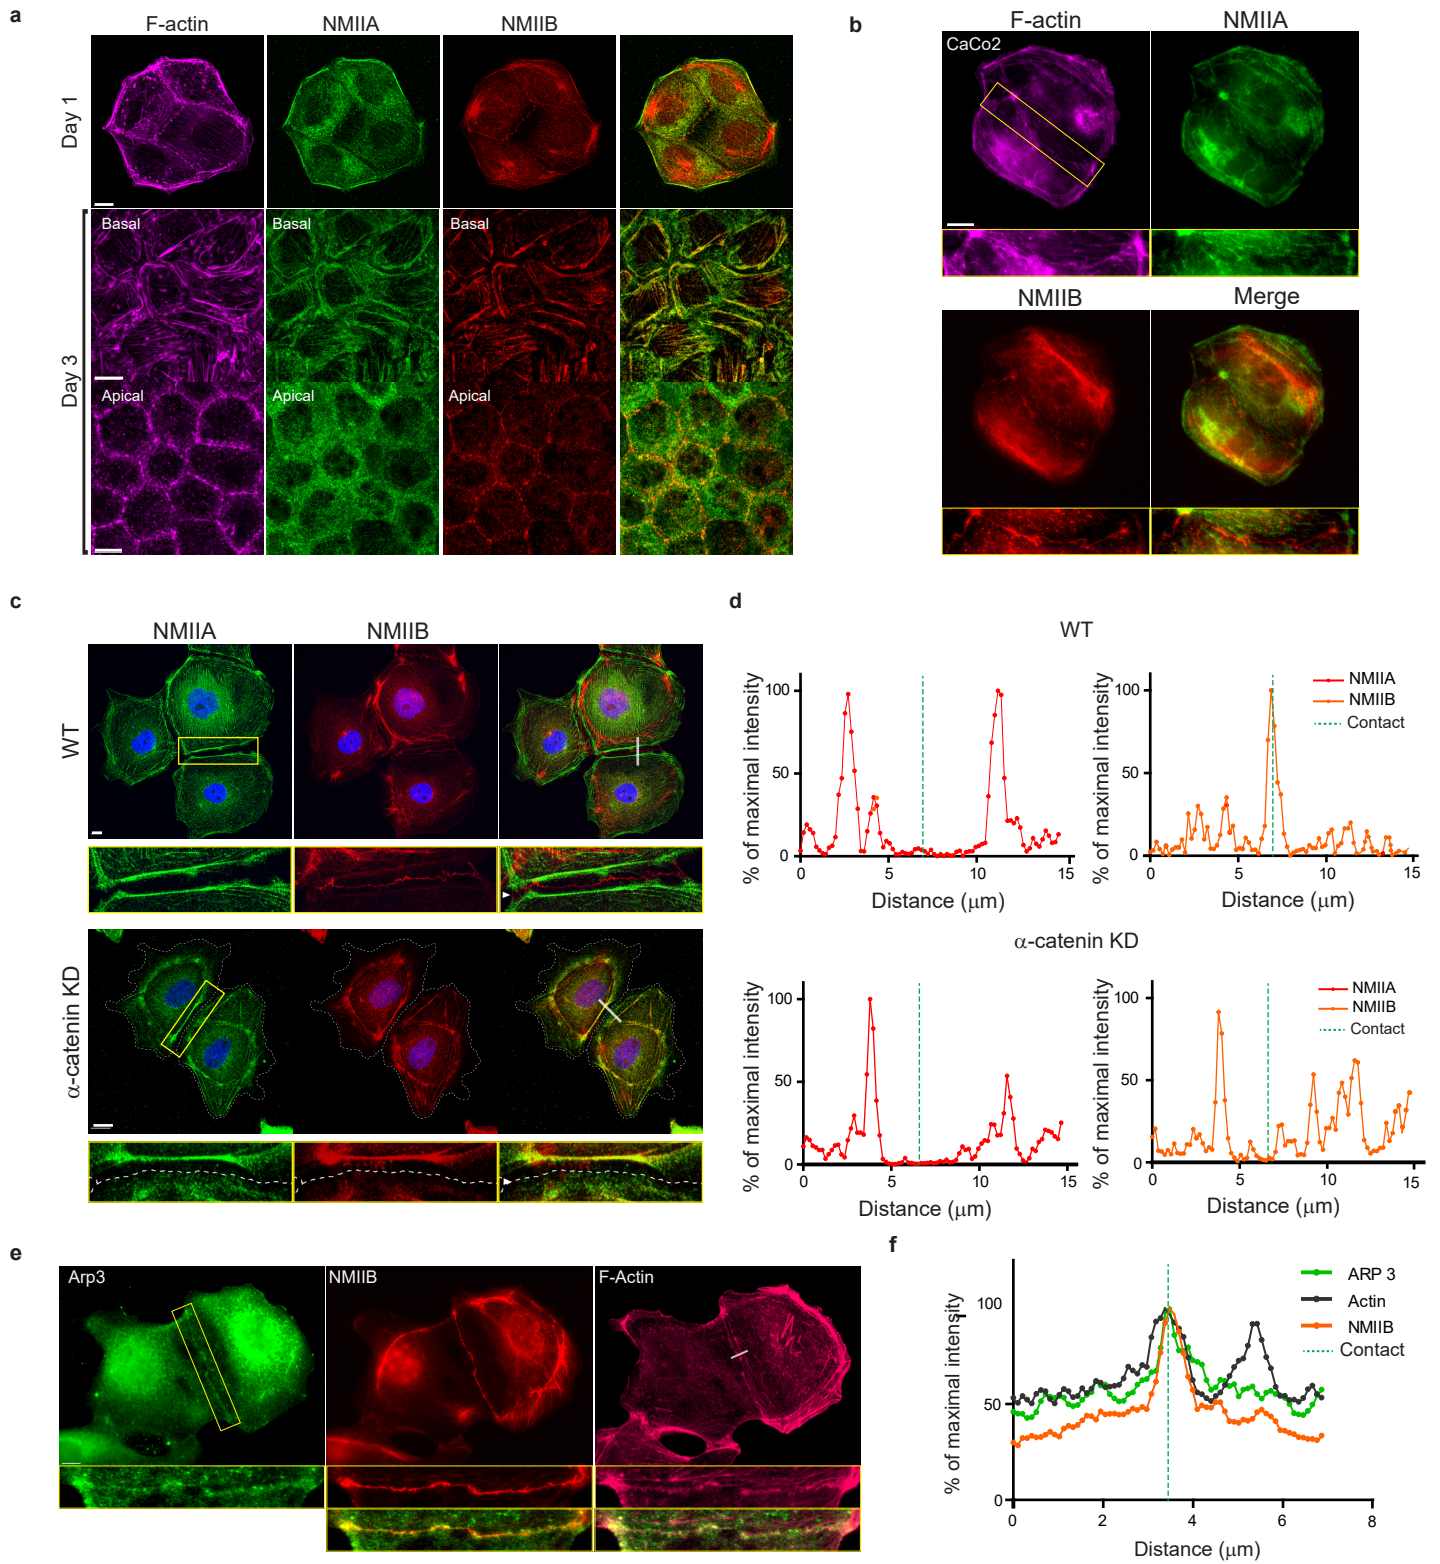 a
F-actin
NMIIA
NMIIB
Day 1
Day 3
Basal
Basal
Basal
Apical
Apical
Apical
b
F-actin
NMIIA
CaCo2
NMIIB
Merge
c
NMIIA
NMIIB
WT
α-catenin KD
d
WT
% of maximal intensity
100
50
0
0
5
10
15
Distance (μm)
% of maximal intensity
100
50
0
0
5
10
15
Distance (μm)
NMIIA
NMIIB
Contact
α-catenin KD
% of maximal intensity
100
50
0
0
5
10
15
Distance (μm)
% of maximal intensity
100
50
0
0
5
10
15
Distance (μm)
NMIIA
NMIIB
Contact
e
Arp3
NMIIB
F-Actin
f
% of maximal intensity
100
50
0
0
2
4
6
8
Distance (μm)
ARP 3
Actin
NMIIB
Contact